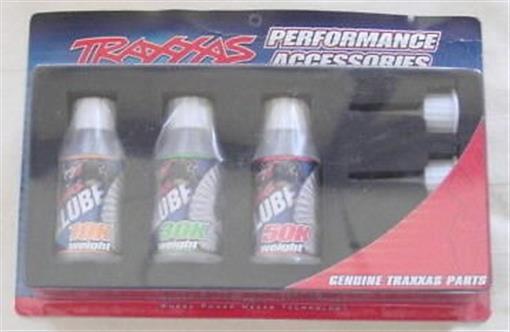 TRAXXAS
PERFORMANCE
ACCESSORIES
LUBE
10K
weight
LUBE
30K
weight
LUBE
50K
weight
GENUINE TRAXXAS PARTS